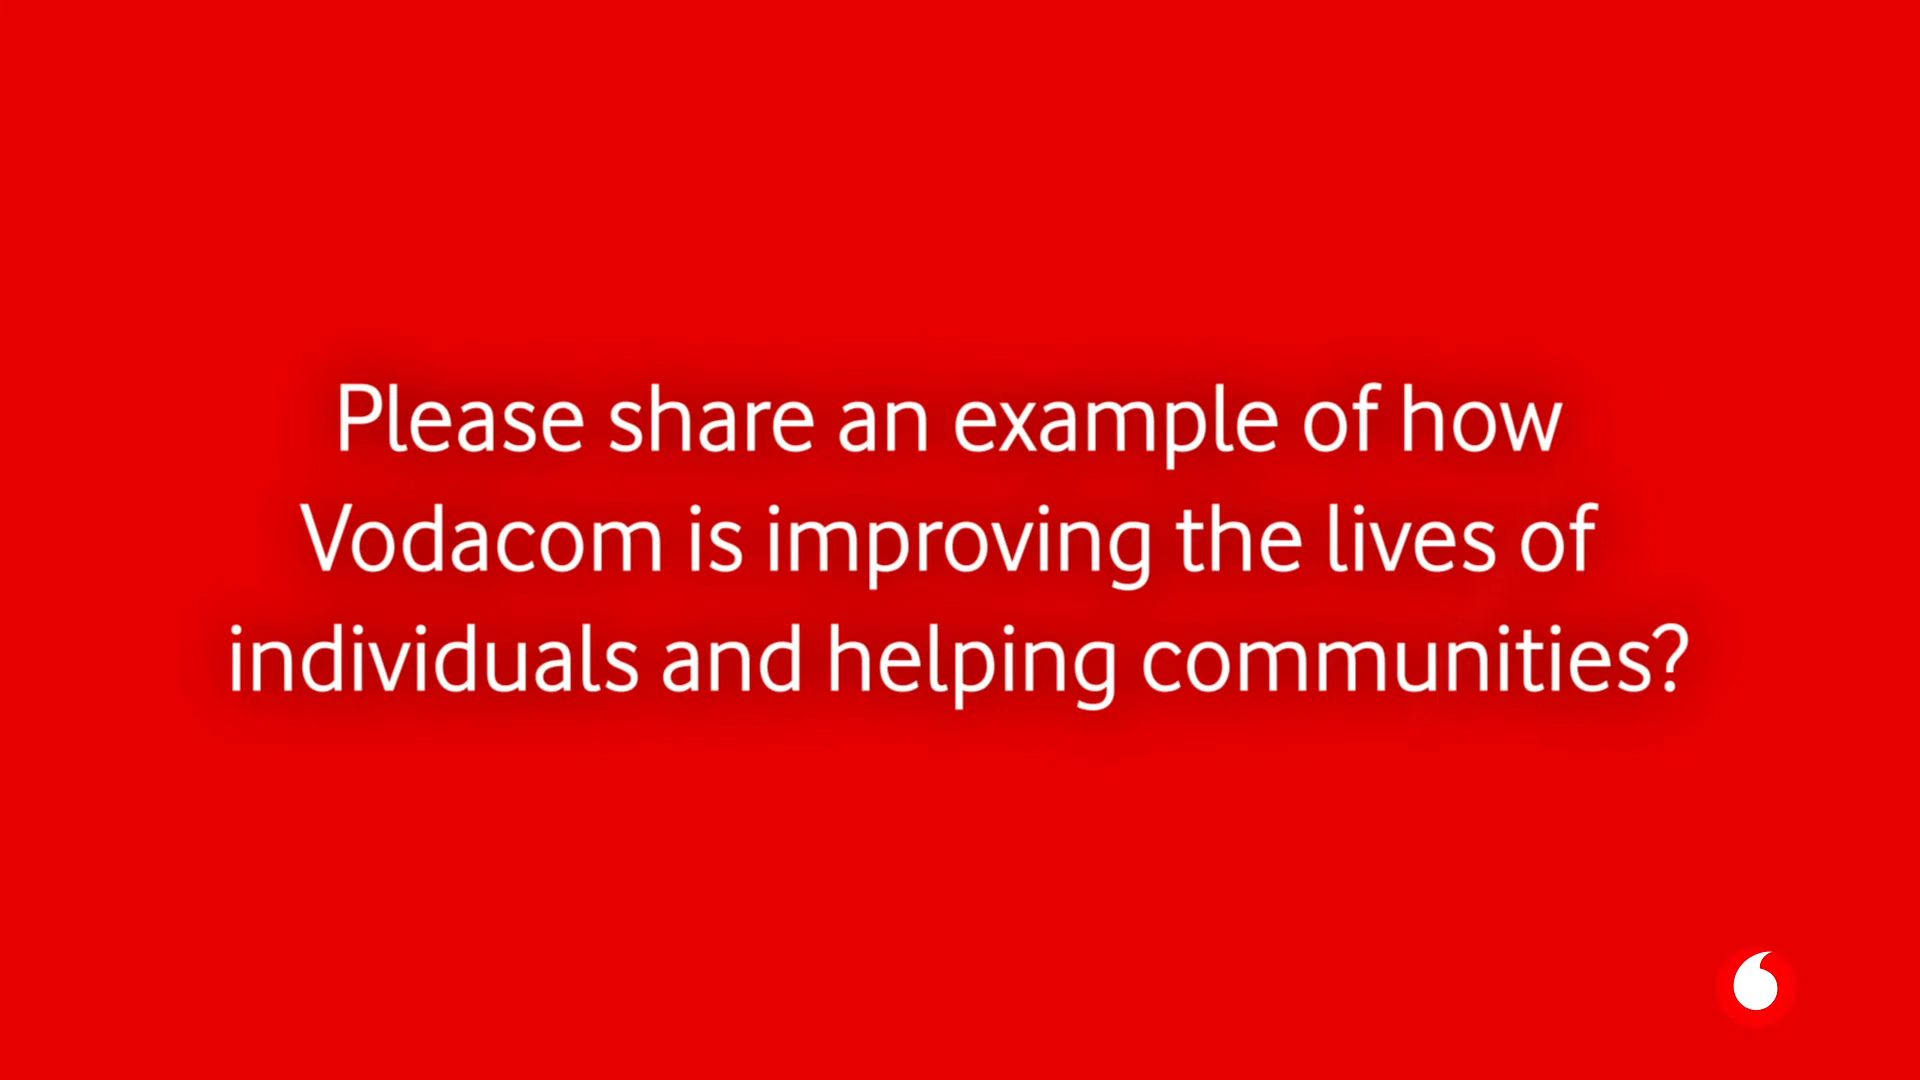 Please share an example of how
Vodacom is improving the lives of
individuals and helping communities?